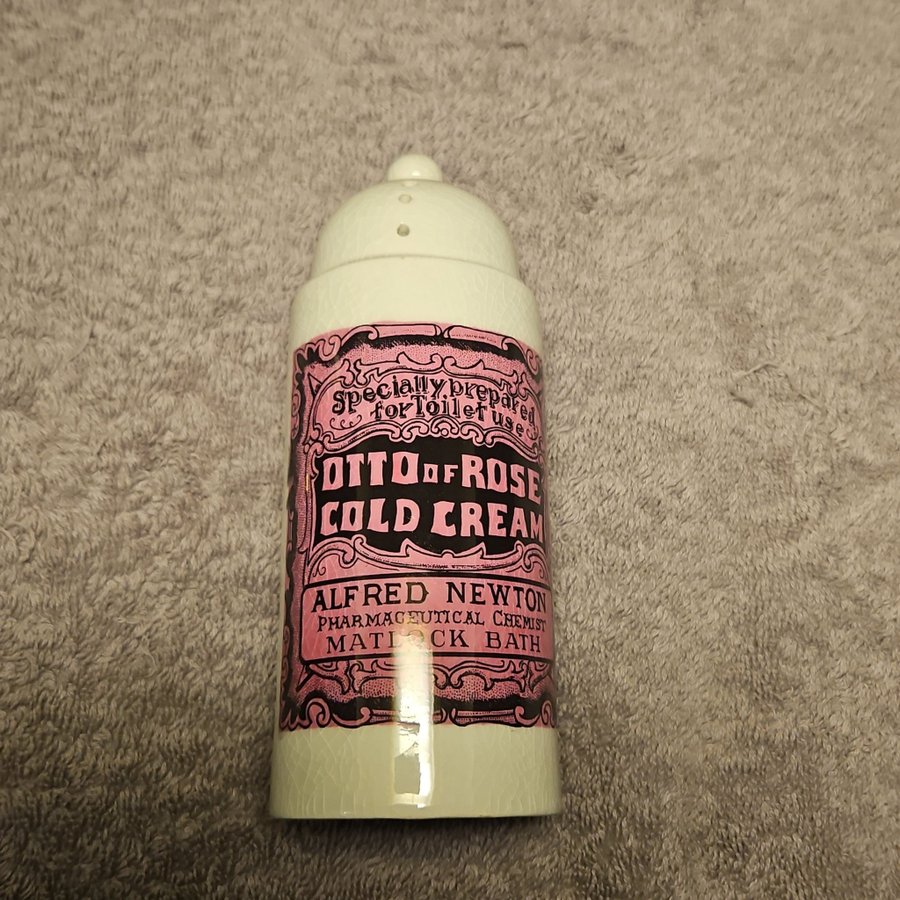 Specially prepared
for Toilet use
OTTO OF ROSE
COLD CREAM
ALFRED NEWTON
PHARMACEUTICAL CHEMIST
MATLOCK BATH